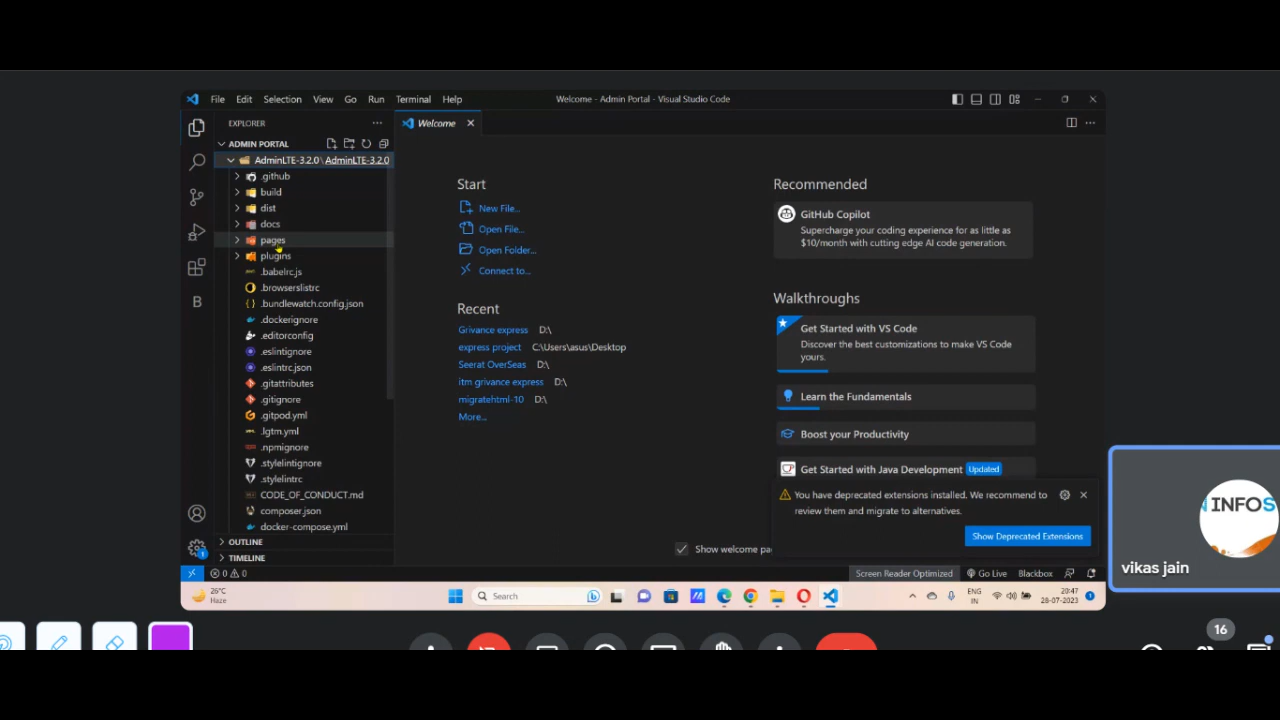 File Edit Selection View Go Run Terminal Help
Welcome - Admin Portal - Visual Studio Code
EXPLORER
Welcome
ADMIN PORTAL
AdminLTE-3.2.0 \ AdminLTE-3.2.0
.github
build
dist
docs
pages
plugins
.babelrc.js
.browserslistrc
.bundlewatch.config.json
.dockerignore
.editorconfig
.eslintignore
.eslintrc.json
.gitattributes
.gitignore
.gitpod.yml
.lgtm.yml
.npmignore
.stylelintignore
.stylelintrc
CODE_OF_CONDUCT.md
composer.json
docker-compose.yml
OUTLINE
TIMELINE
Start
New File...
Open File...
Open Folder...
Connect to...
Recent
Grivance express D:\
express project C:\Users\asus\Desktop
Seerat OverSeas D:\
itm grivance express D:\
migratehtml-10 D:\
More...
Recommended
GitHub Copilot
Supercharge your coding experience for as little as
$10/month with cutting edge AI code generation.
Walkthroughs
Get Started with VS Code
Discover the best customizations to make VS Code
yours.
Learn the Fundamentals
Boost your Productivity
Get Started with Java Development Updated
You have deprecated extensions installed. We recommend to
review them and migrate to alternatives.
Show Deprecated Extensions
Show welcome pa
0 0
Screen Reader Optimized Go Live Blackbox
26°C
Haze
Search
ENG
IN
20:47
28-07-2023
1
INFOS
vikas jain
16